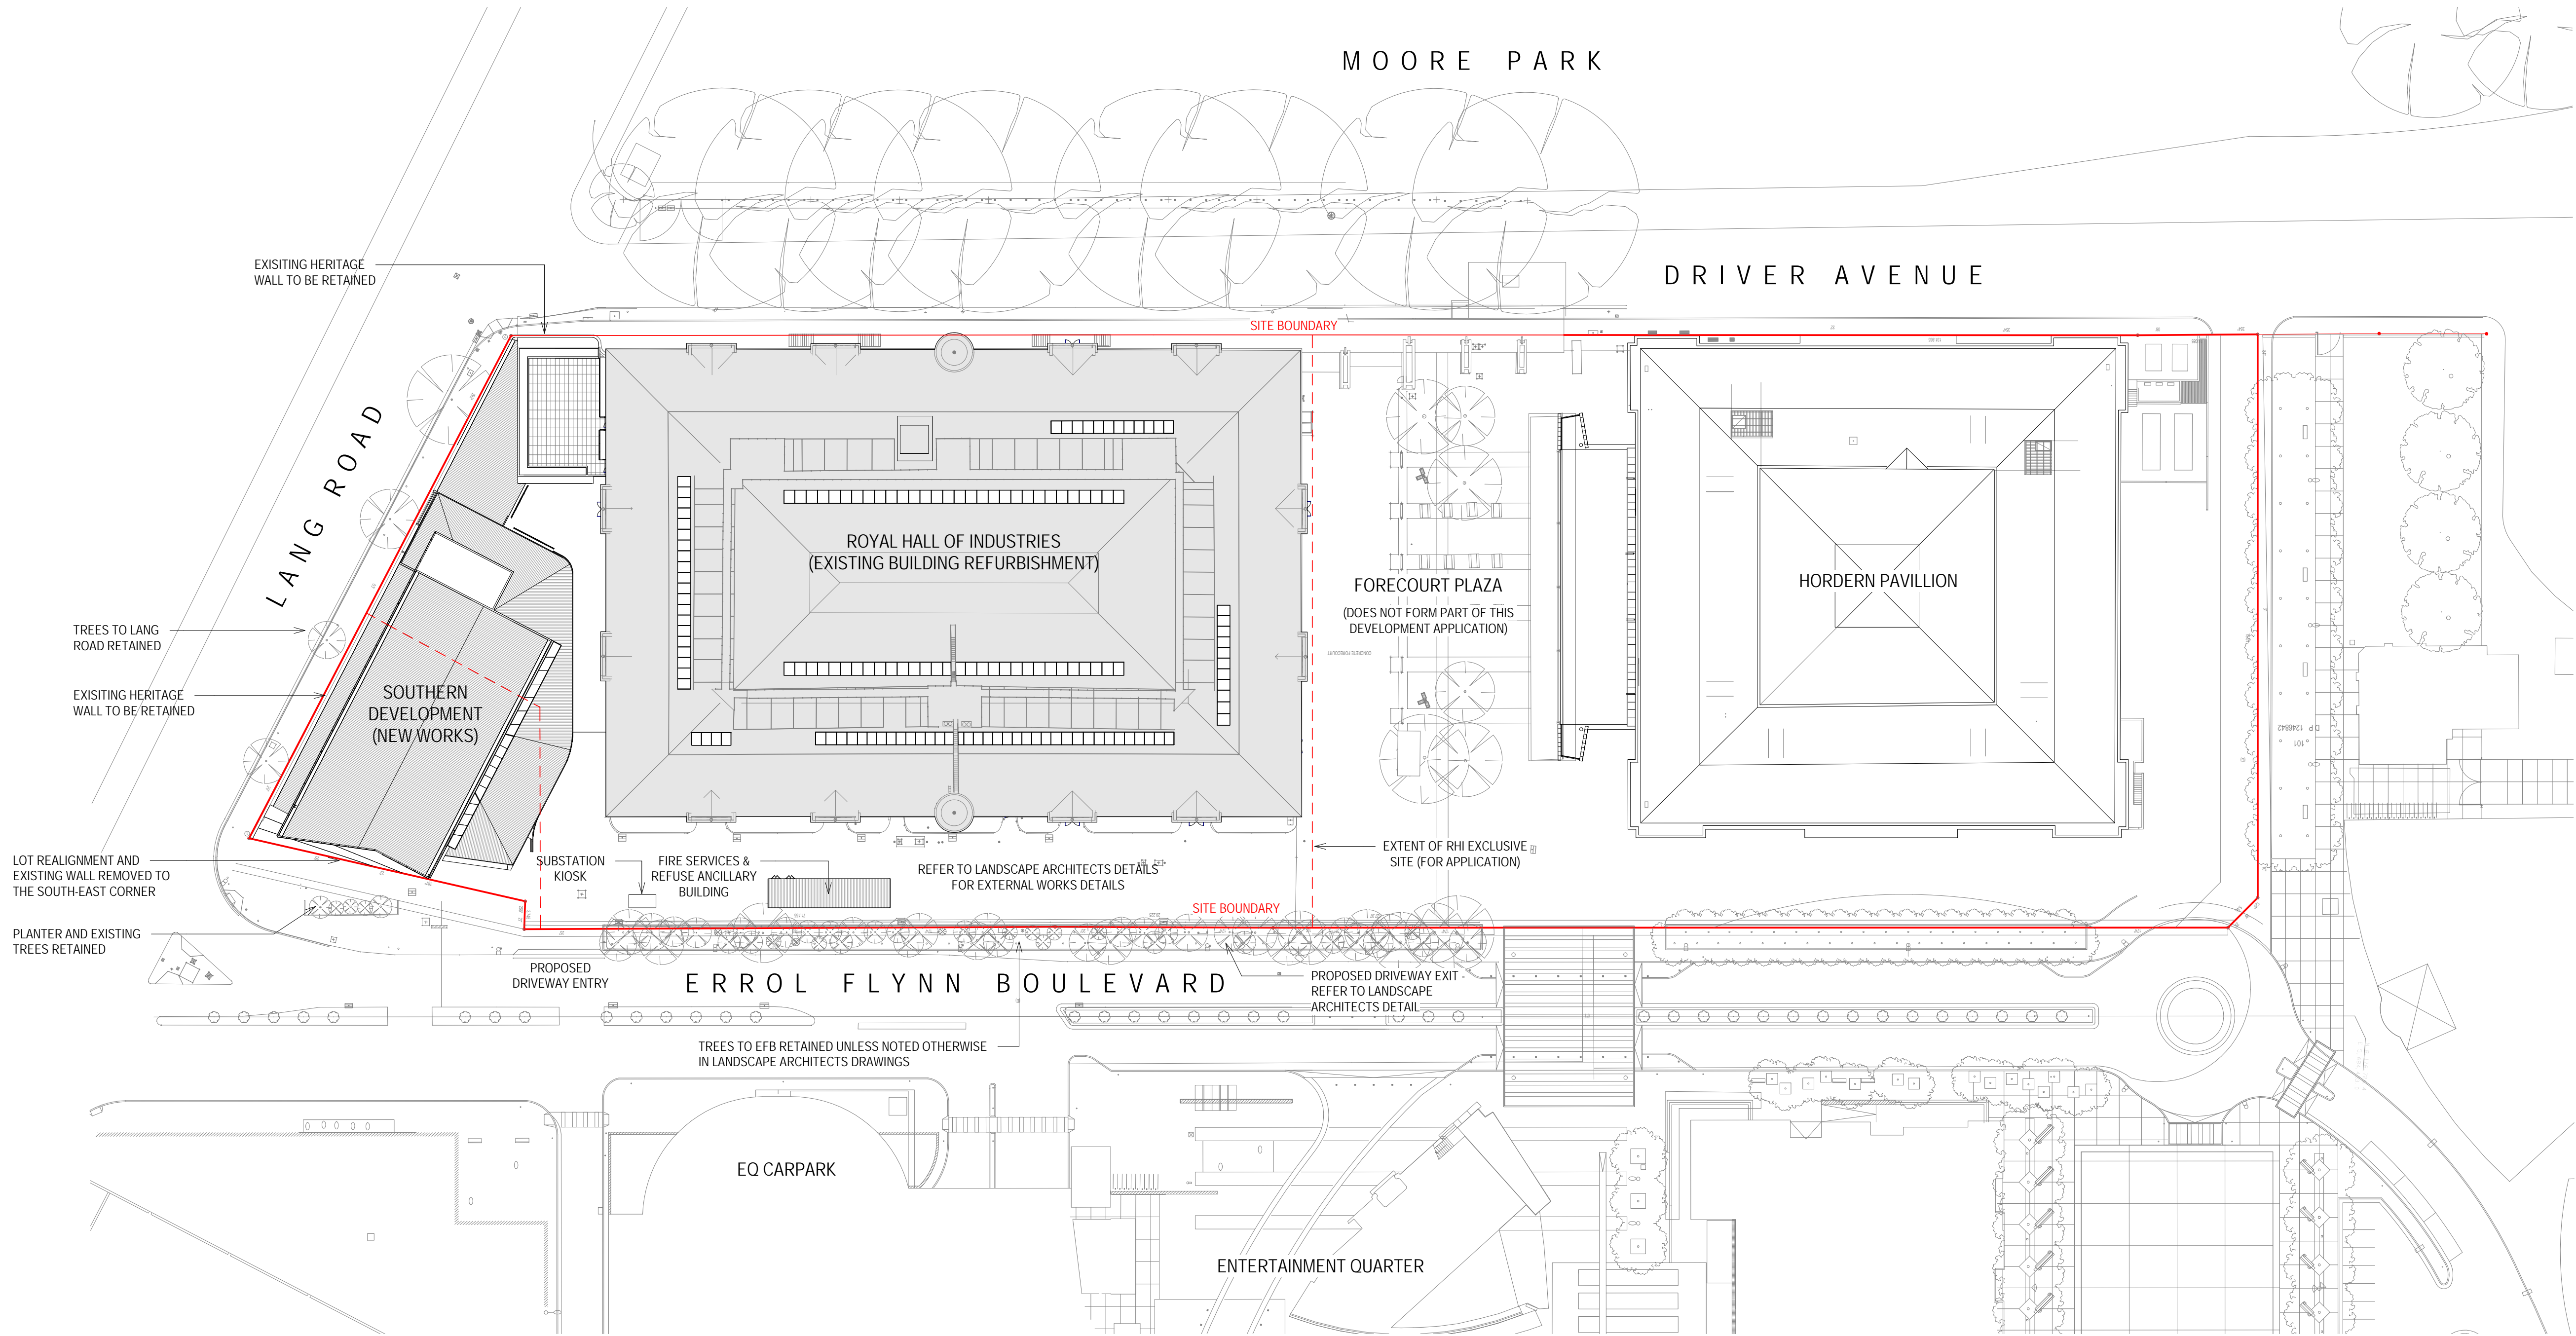 MOORE PARK
DRIVER AVENUE
EXISITING HERITAGE
WALL TO BE RETAINED
SITE BOUNDARY
LANG ROAD
ROYAL HALL OF INDUSTRIES
(EXISTING BUILDING REFURBISHMENT)
FORECOURT PLAZA
(DOES NOT FORM PART OF THIS
DEVELOPMENT APPLICATION)
CONCRETE FORECOURT
HORDERN PAVILLION
TREES TO LANG
ROAD RETAINED
EXISITING HERITAGE
WALL TO BE RETAINED
SOUTHERN
DEVELOPMENT
(NEW WORKS)
DP 1246842
101
LOT REALIGNMENT AND
EXISTING WALL REMOVED TO
THE SOUTH-EAST CORNER
SUBSTATION
KIOSK
FIRE SERVICES &
REFUSE ANCILLARY
BUILDING
REFER TO LANDSCAPE ARCHITECTS DETAILS
FOR EXTERNAL WORKS DETAILS
EXTENT OF RHI EXCLUSIVE
SITE (FOR APPLICATION)
SITE BOUNDARY
PLANTER AND EXISTING
TREES RETAINED
PROPOSED
DRIVEWAY ENTRY
ERROL FLYNN BOULEVARD
PROPOSED DRIVEWAY EXIT -
REFER TO LANDSCAPE
ARCHITECTS DETAIL
TREES TO EFB RETAINED UNLESS NOTED OTHERWISE
IN LANDSCAPE ARCHITECTS DRAWINGS
EQ CARPARK
ENTERTAINMENT QUARTER